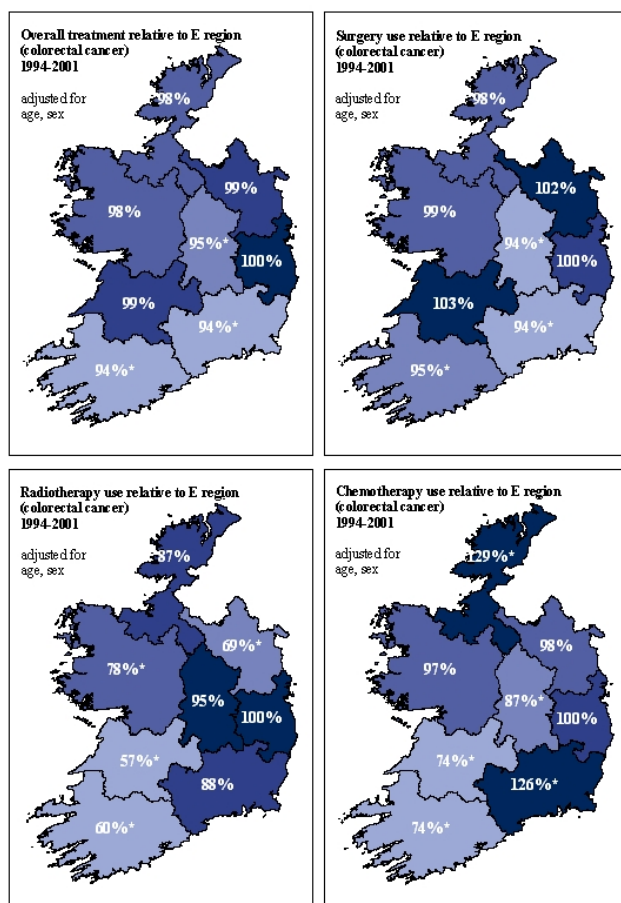 Overall treatment relative to E region
(colorectal cancer)
1994-2001
adjusted for
age, sex
98%
99%
98%
95%*
100%
99%
94%*
94%*
Surgery use relative to E region
(colorectal cancer)
1994-2001
adjusted for
age, sex
98%
102%
99%
94%*
100%
103%
94%*
95%*
Radiotherapy use relative to E region
(colorectal cancer)
1994-2001
adjusted for
age, sex
87%
69%*
78%*
95%
100%
57%*
88%
60%*
Chemotherapy use relative to E region
(colorectal cancer)
1994-2001
adjusted for
age, sex
129%*
98%
97%
87%*
100%
74%*
126%*
74%*